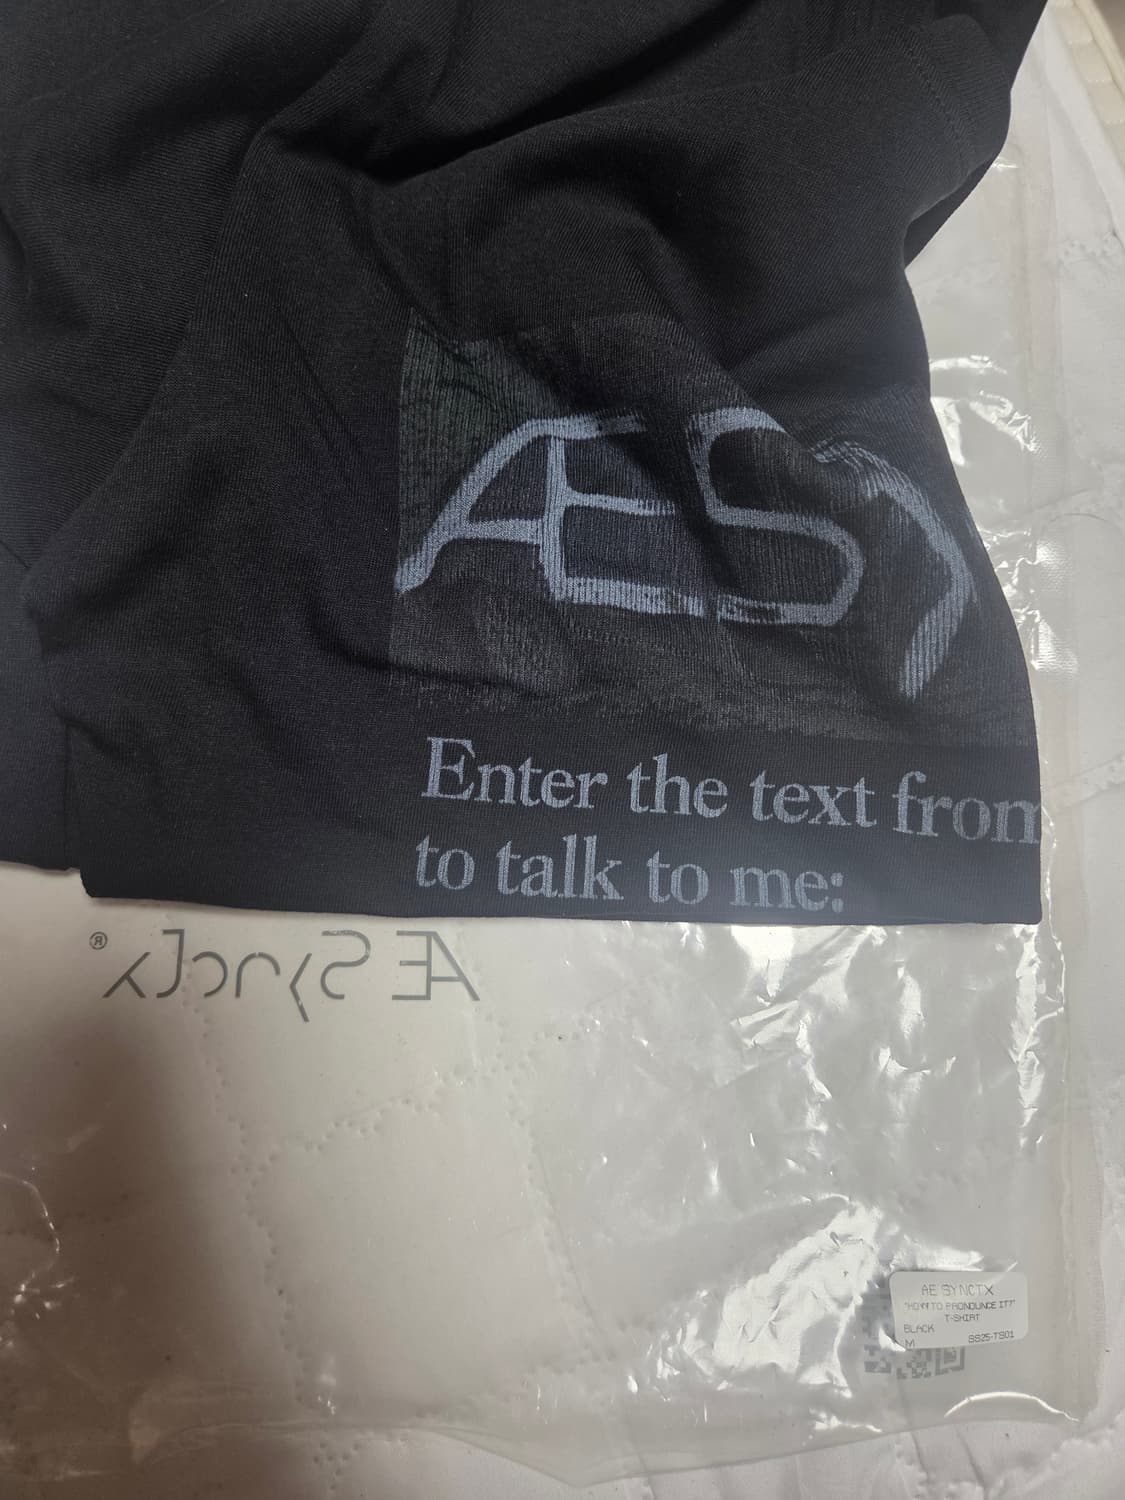 AESY
Enter the text from
to talk to me:
AE Synctx®
AE SYNCTX
"HOW TO PRONOUNCE IT?"
T-SHIRT
BLACK
M SS25-TS01